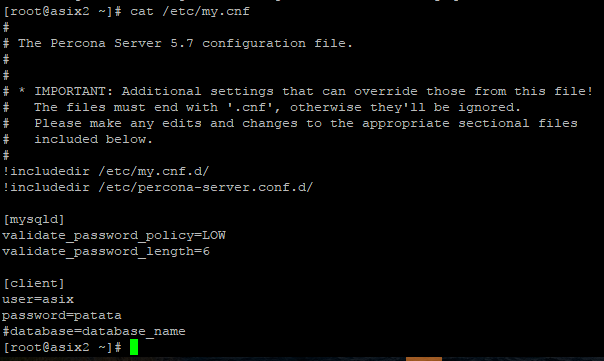 [root@asix2 ~]# cat /etc/my.cnf
#
# The Percona Server 5.7 configuration file.
#
#
# * IMPORTANT: Additional settings that can override those from this file!
#   The files must end with '.cnf', otherwise they'll be ignored.
#   Please make any edits and changes to the appropriate sectional files
#   included below.
#
!includedir /etc/my.cnf.d/
!includedir /etc/percona-server.conf.d/

[mysqld]
validate_password_policy=LOW
validate_password_length=6

[client]
user=asix
password=patata
#database=database_name
[root@asix2 ~]#